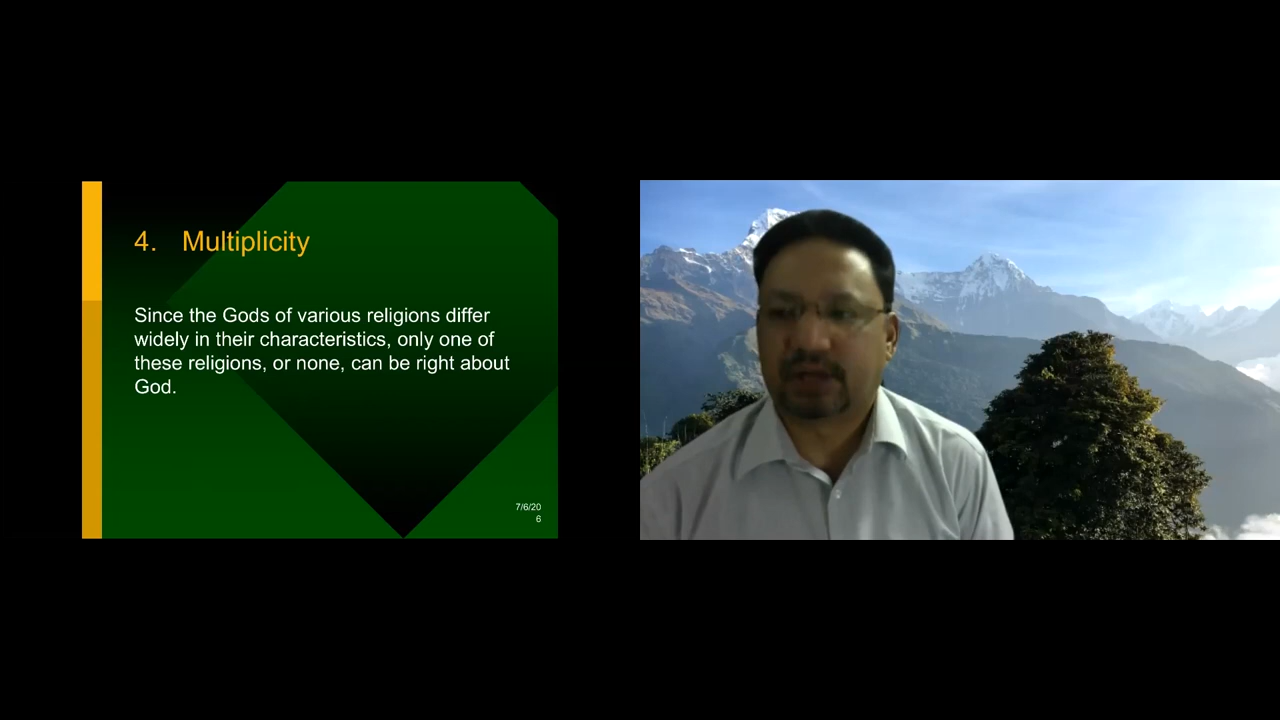 4. Multiplicity
Since the Gods of various religions differ
widely in their characteristics, only one of
these religions, or none, can be right about
God.
7/6/20
6